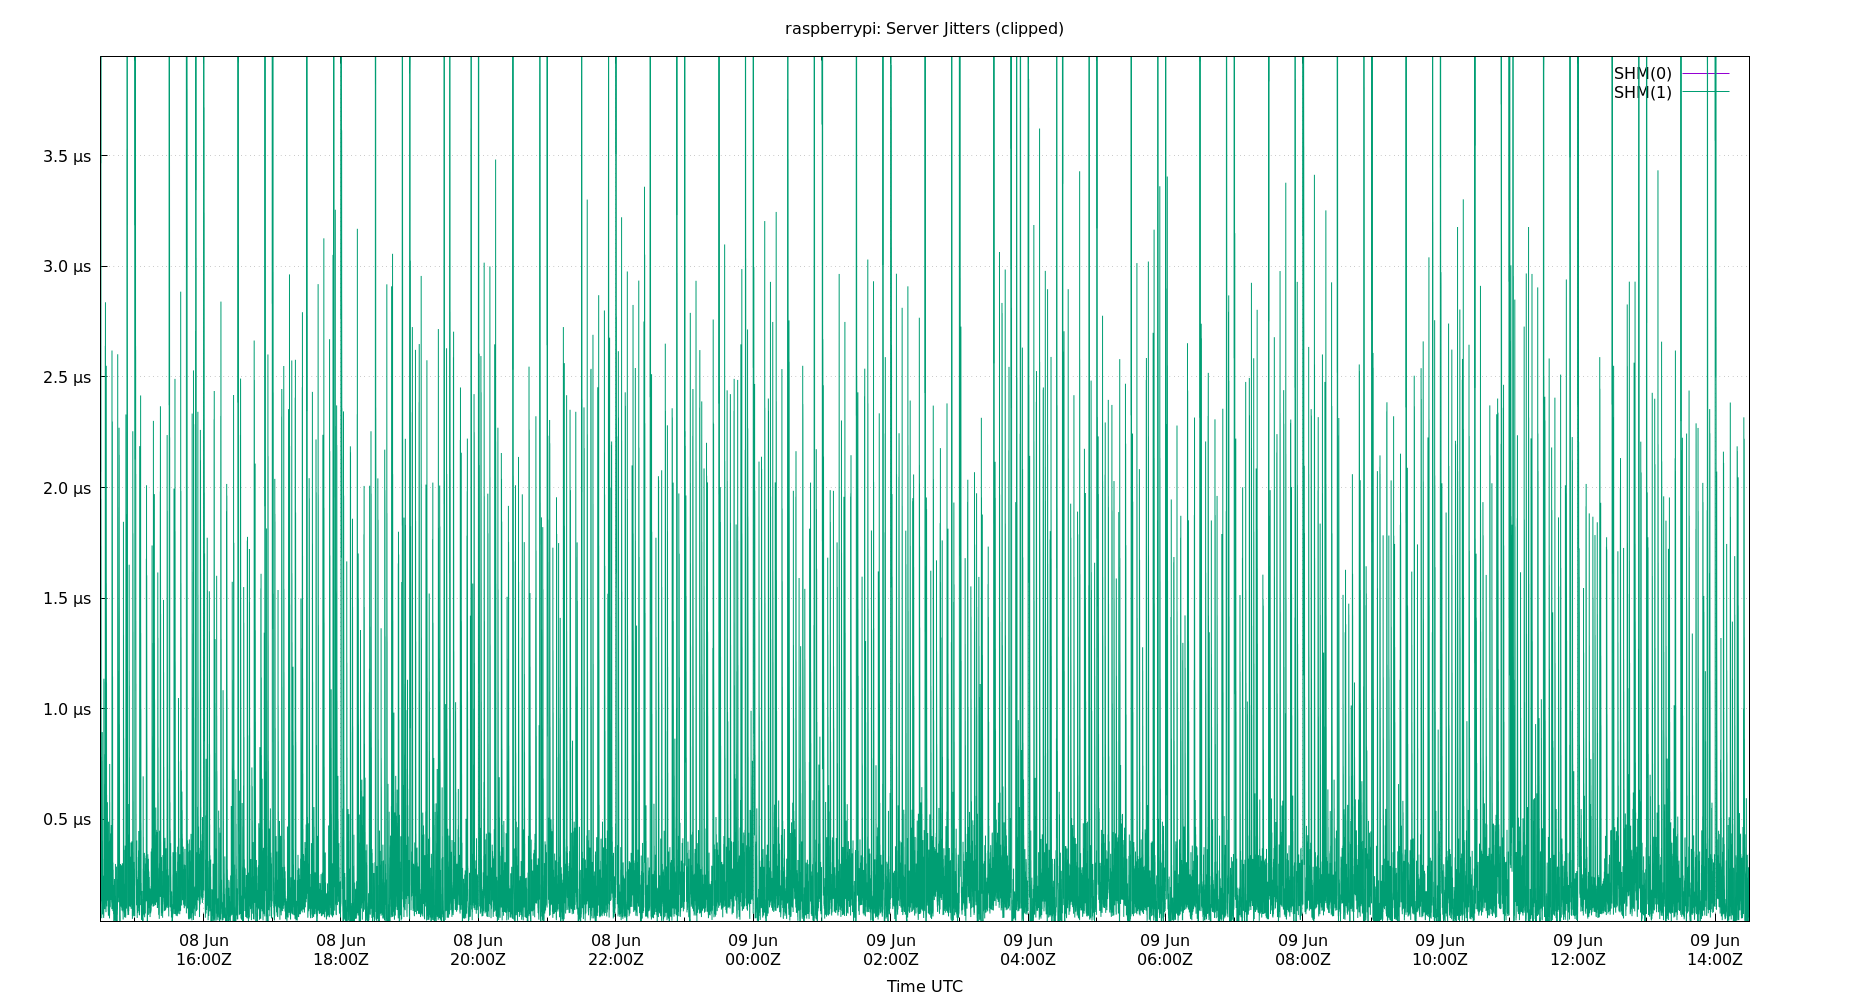 raspberrypi: Server Jitters (clipped)
SHM(0)
SHM(1)
3.5 µs
3.0 µs
2.5 µs
2.0 µs
1.5 µs
1.0 µs
0.5 µs
08 Jun 08 Jun 08 Jun 08 Jun 09 Jun 09 Jun 09 Jun 09 Jun 09 Jun 09 Jun 09 Jun 09 Jun
16:00Z 18:00Z 20:00Z 22:00Z 00:00Z 02:00Z 04:00Z 06:00Z 08:00Z 10:00Z 12:00Z 14:00Z
Time UTC